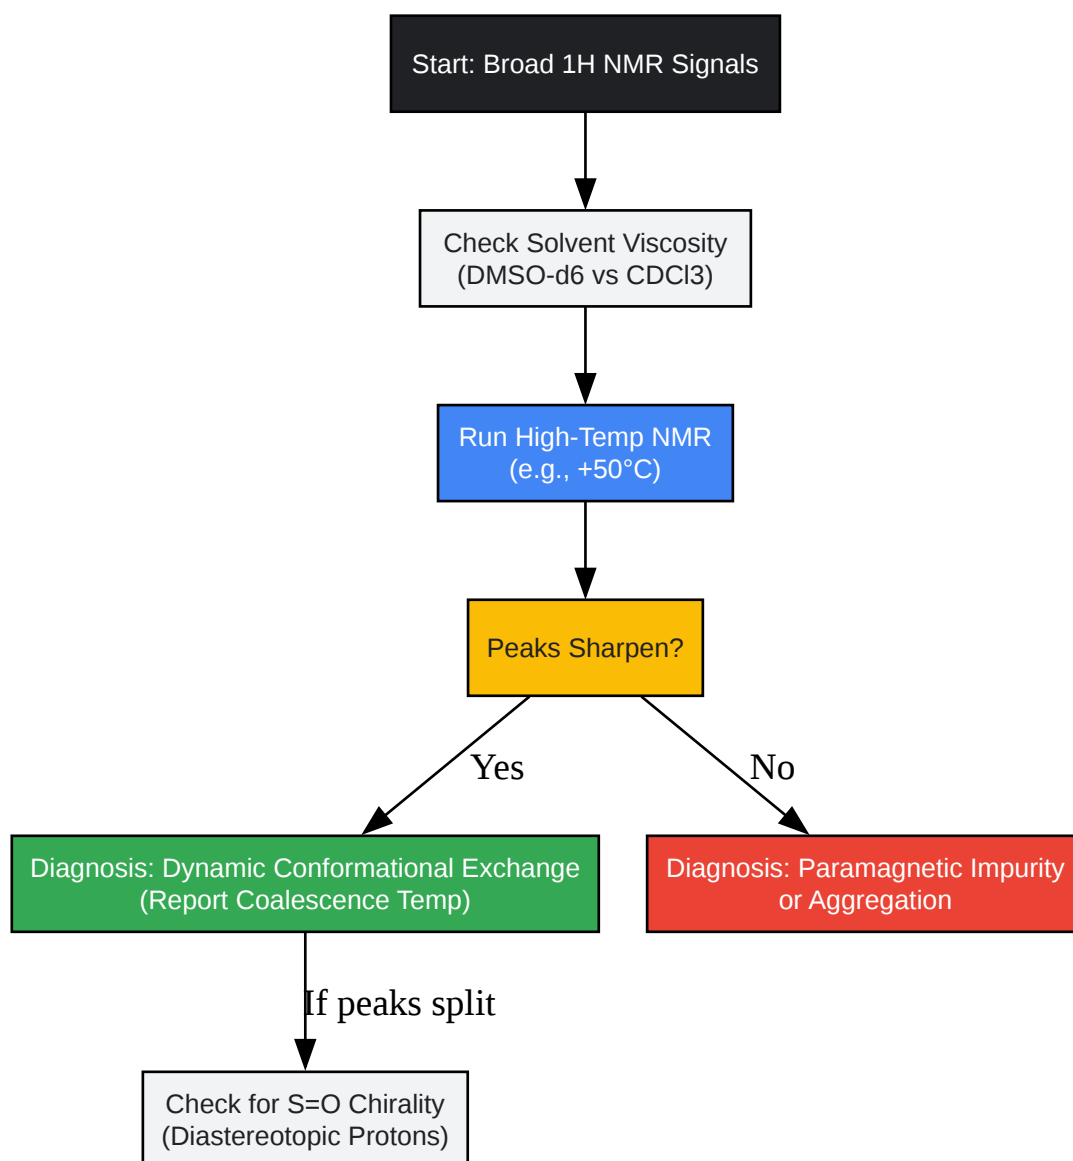 Start: Broad 1H NMR Signals
Check Solvent Viscosity
(DMSO-d6 vs CDCl3)
Run High-Temp NMR
(e.g., +50°C)
Peaks Sharpen?
Yes
No
Diagnosis: Dynamic Conformational Exchange
(Report Coalescence Temp)
Diagnosis: Paramagnetic Impurity
or Aggregation
If peaks split
Check for S=O Chirality
(Diastereotopic Protons)